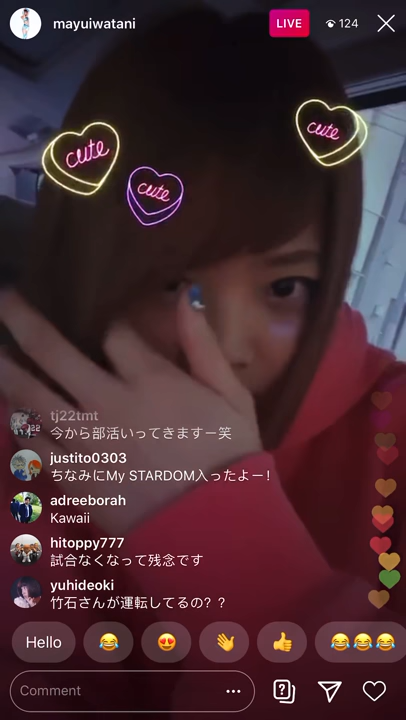 mayuiwatani
LIVE
124
cute
cute
cute
tj22tmt
今から部活いってきますー笑
justito0303
ちなみにMy STARDOM入ったよー!
adreeborah
Kawaii
hitoppy777
試合なくなって残念です
yuhideoki
竹石さんが運転してるの？？
Hello
Comment